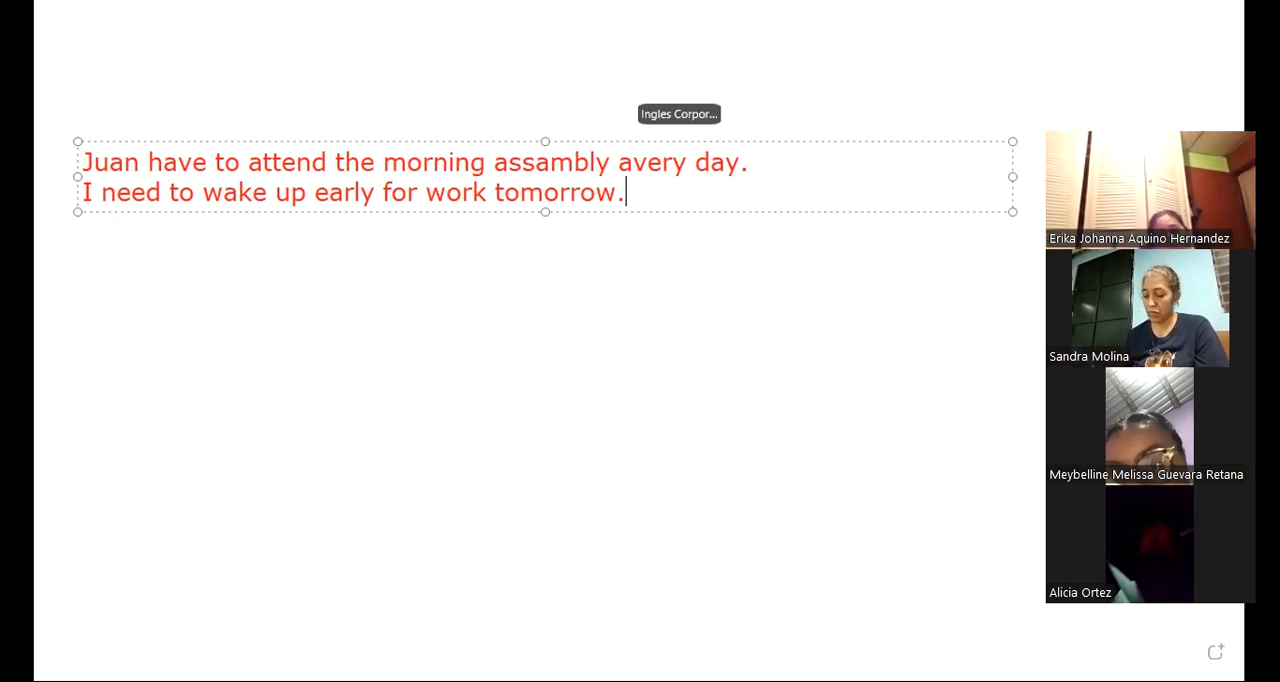 Ingles Corpor...
Juan have to attend the morning assambly avery day.
I need to wake up early for work tomorrow.
Erika Johanna Aquino Hernandez
Sandra Molina
Meybelline Melissa Guevara Retana
Alicia Ortez